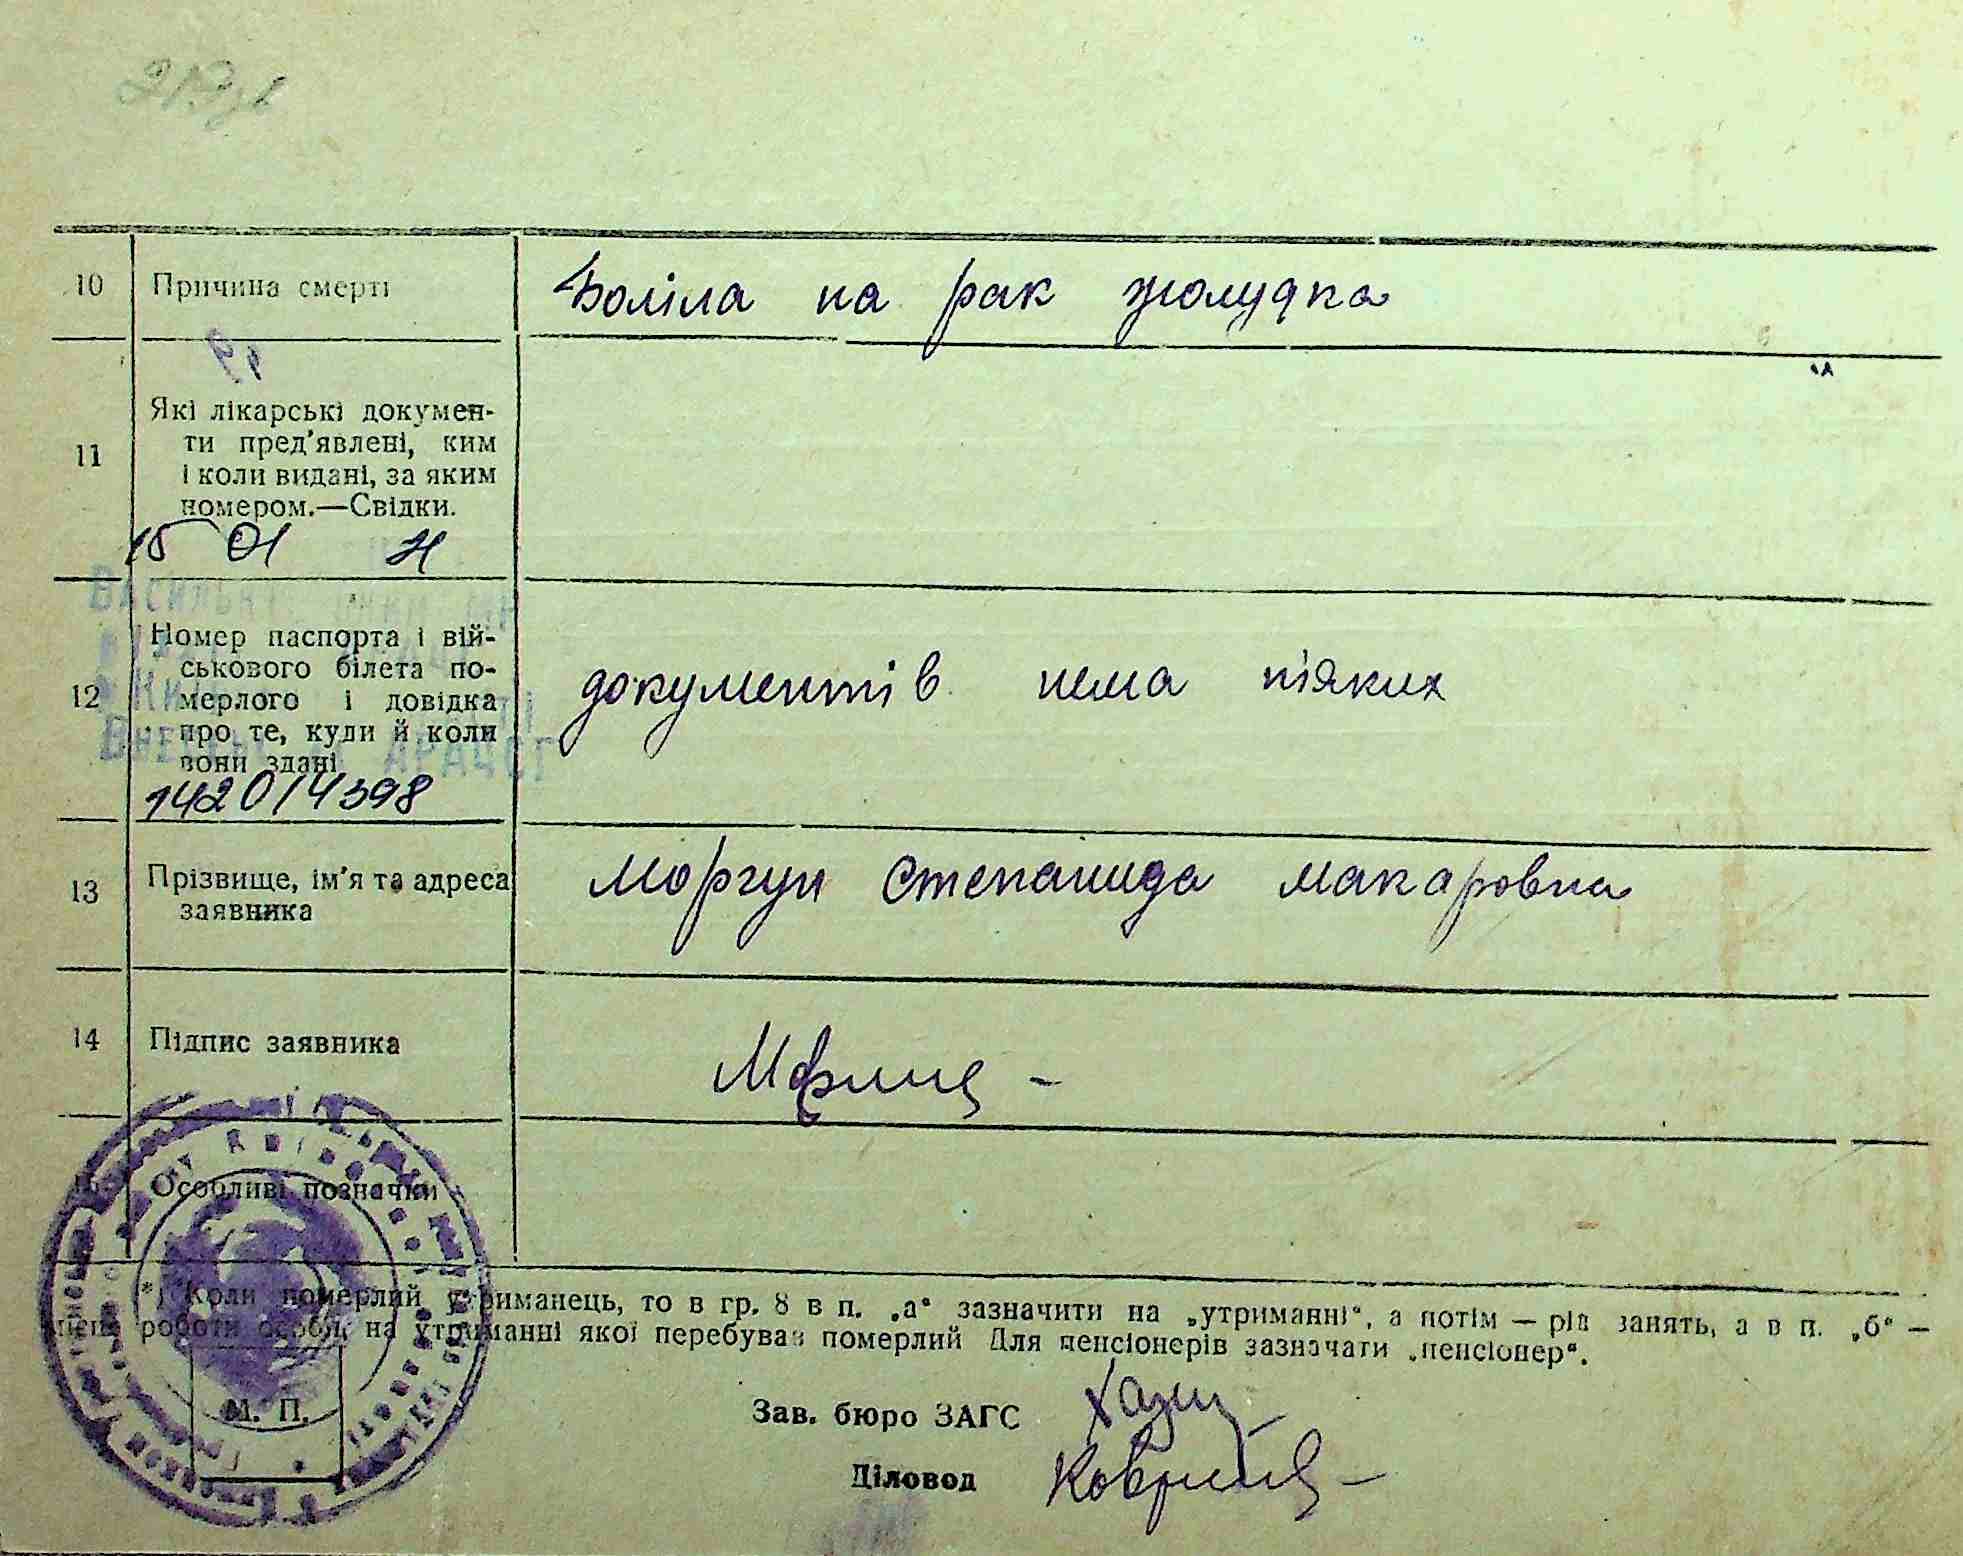 10 Причина смерті Боліла на рак жолудка
11 Які лікарські докумен-
ти пред'явлені, ким
і коли видані, за яким
номером.—Свідки.
15 01
12 Номер паспорта і вій-
ськового білета по-
мерлого і довідка
про те, куди й коли
вони здані
документів нема ніяких
142014398
13 Прізвище, ім'я та адреса
заявника
Моргун Степанида Макаровна
14 Підпис заявника
Особливі позначки
*) Коли померлий утриманець, то в гр. 8 в п. „а“ зазначити на „утриманні“, а потім — рід занять, а в п. „б“ —
роботи особи, на утриманні якої перебував померлий Для пенсіонерів зазначати „пенсіонер“.
М. П.
Зав. бюро ЗАГС
Діловод